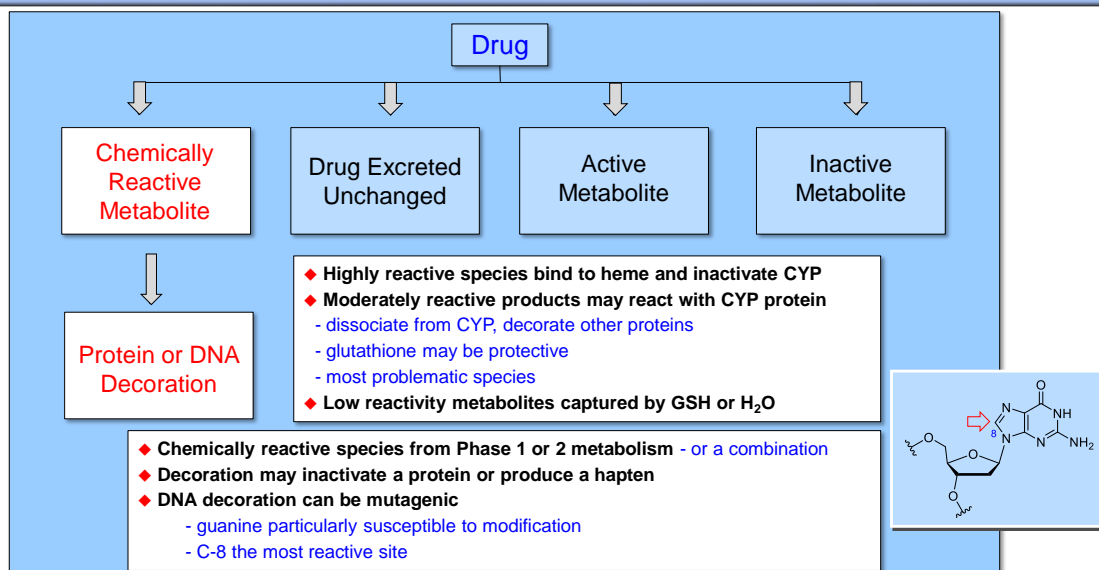 Drug
Chemically
Reactive
Metabolite
Drug Excreted
Unchanged
Active
Metabolite
Inactive
Metabolite
Protein or DNA
Decoration
◆ Highly reactive species bind to heme and inactivate CYP
◆ Moderately reactive products may react with CYP protein
- dissociate from CYP, decorate other proteins
- glutathione may be protective
- most problematic species
◆ Low reactivity metabolites captured by GSH or H₂O
◆ Chemically reactive species from Phase 1 or 2 metabolism - or a combination
◆ Decoration may inactivate a protein or produce a hapten
◆ DNA decoration can be mutagenic
- guanine particularly susceptible to modification
- C-8 the most reactive site
O
N
NH
8
N
N
NH₂
O
O
O